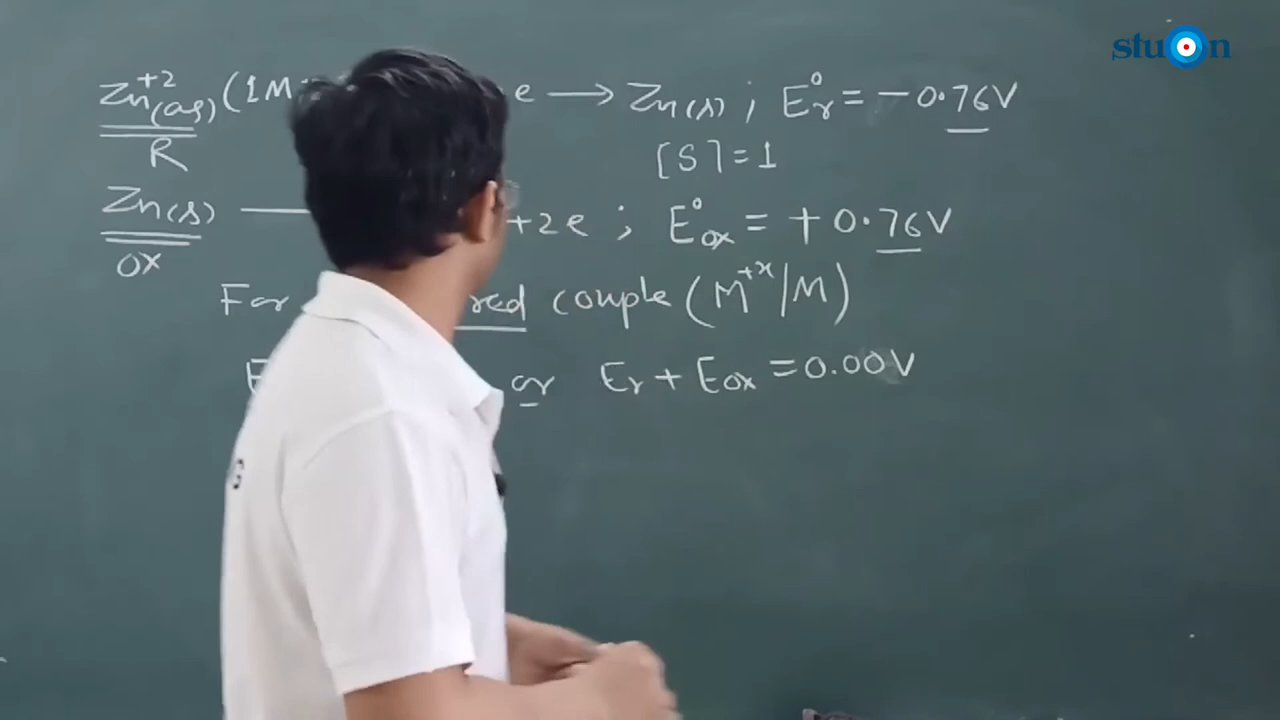 stuOn
Zn+2(aq) (1M e → Zn(s) ; E°r = −0.76V
R [S] = 1
Zn(s) + 2e ; E°ox = + 0.76V
ox
For red couple (M+x/M)
E or Er + Eox = 0.00V
G